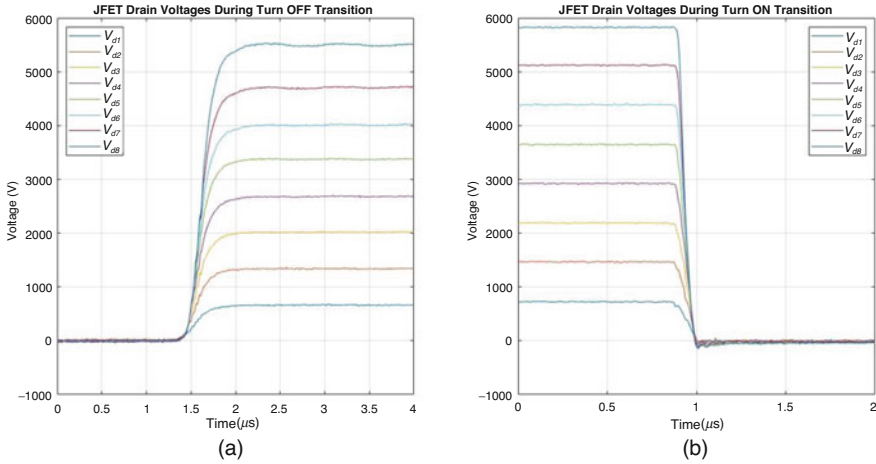 JFET Drain Voltages During Turn OFF Transition
6000
5000
4000
3000
2000
1000
0
−1000
Voltage (V)
Vd1
Vd2
Vd3
Vd4
Vd5
Vd6
Vd7
Vd8
0 0.5 1 1.5 2 2.5 3 3.5 4
Time(μs)
(a)
JFET Drain Voltages During Turn ON Transition
6000
5000
4000
3000
2000
1000
0
−1000
Voltage (V)
Vd1
Vd2
Vd3
Vd4
Vd5
Vd6
Vd7
Vd8
0 0.5 1 1.5 2
Time(μs)
(b)